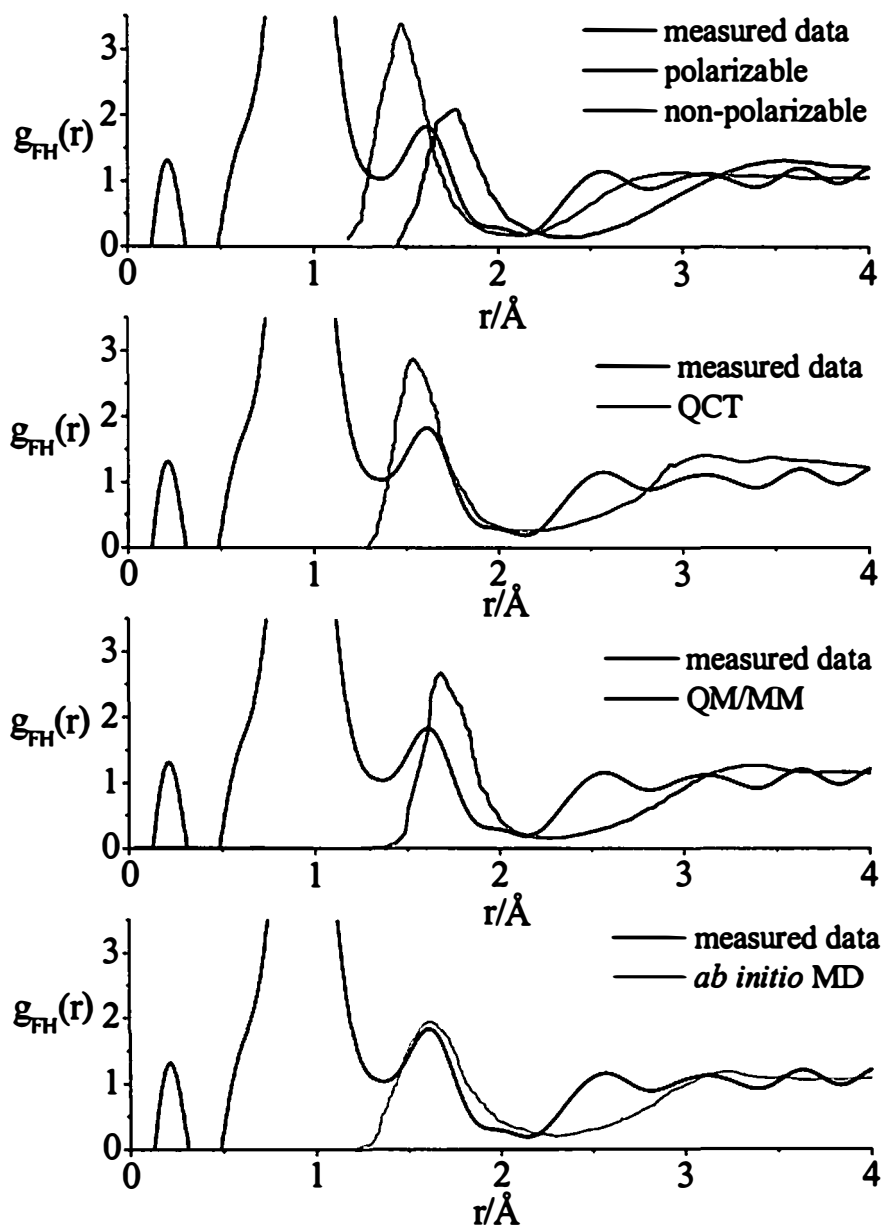 3
measured data
polarizable
2
non-polarizable
g_FH(r)
1
0
0 1 2 3 4
r/Å
3
measured data
QCT
2
g_FH(r)
1
0
0 1 2 3 4
r/Å
3
measured data
QM/MM
2
g_FH(r)
1
0
0 1 2 3 4
r/Å
3
measured data
ab initio MD
2
g_FH(r)
1
0
0 1 2 3 4
r/Å